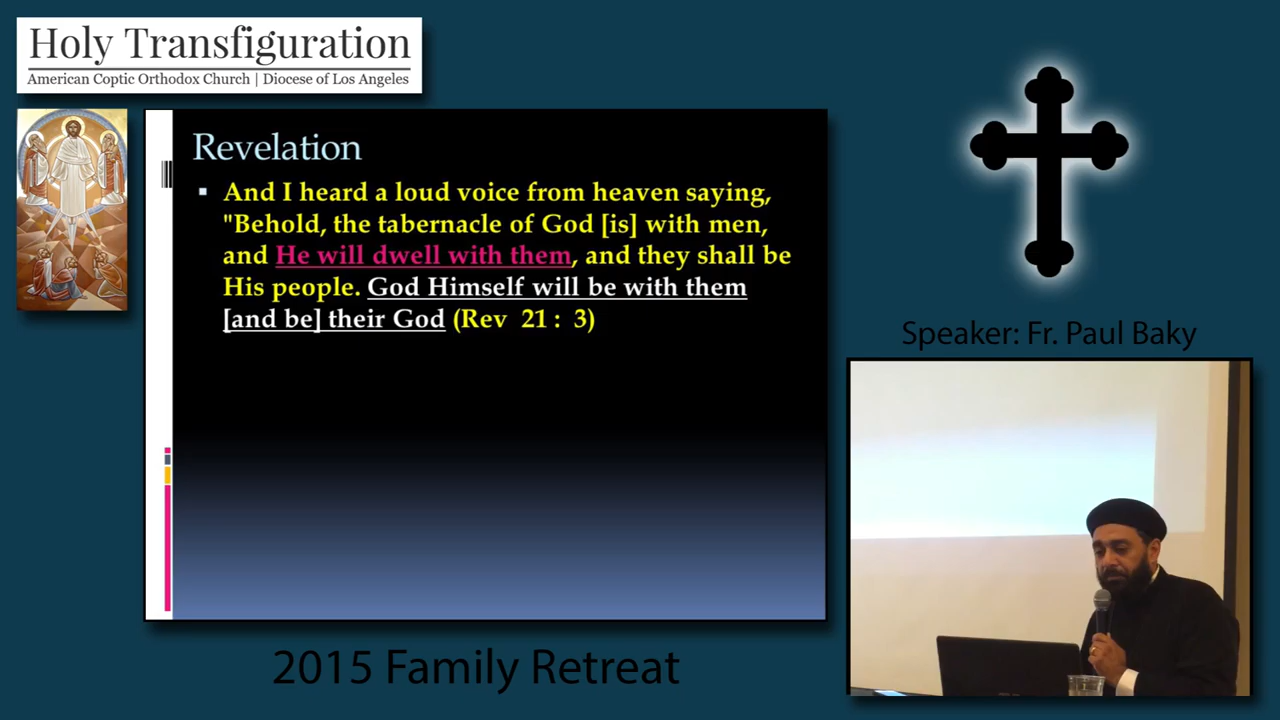 Holy Transfiguration
American Coptic Orthodox Church | Diocese of Los Angeles
Revelation
And I heard a loud voice from heaven saying,
"Behold, the tabernacle of God [is] with men,
and He will dwell with them, and they shall be
His people. God Himself will be with them
[and be] their God (Rev 21 : 3)
Speaker: Fr. Paul Baky
2015 Family Retreat